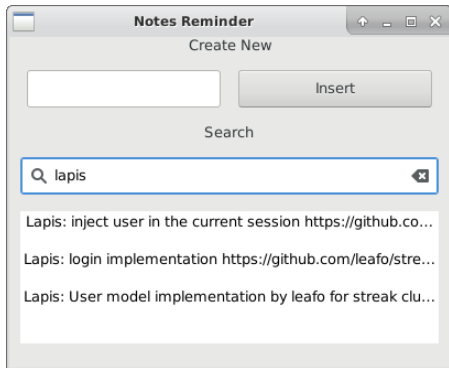 Notes Reminder
Create New
Insert
Search
lapis
Lapis: inject user in the current session https://github.co...
Lapis: login implementation https://github.com/leafo/stre...
Lapis: User model implementation by leafo for streak clu...